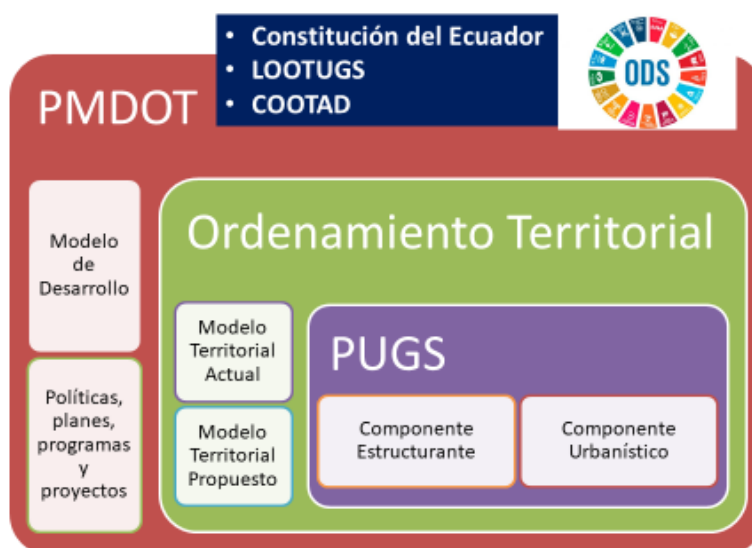 • Constitución del Ecuador
• LOOTUGS
• COOTAD
ODS
PMDOT
Modelo
de
Desarrollo
Políticas,
planes,
programas
y
proyectos
Ordenamiento Territorial
Modelo
Territorial
Actual
Modelo
Territorial
Propuesto
PUGS
Componente
Estructurante
Componente
Urbanístico